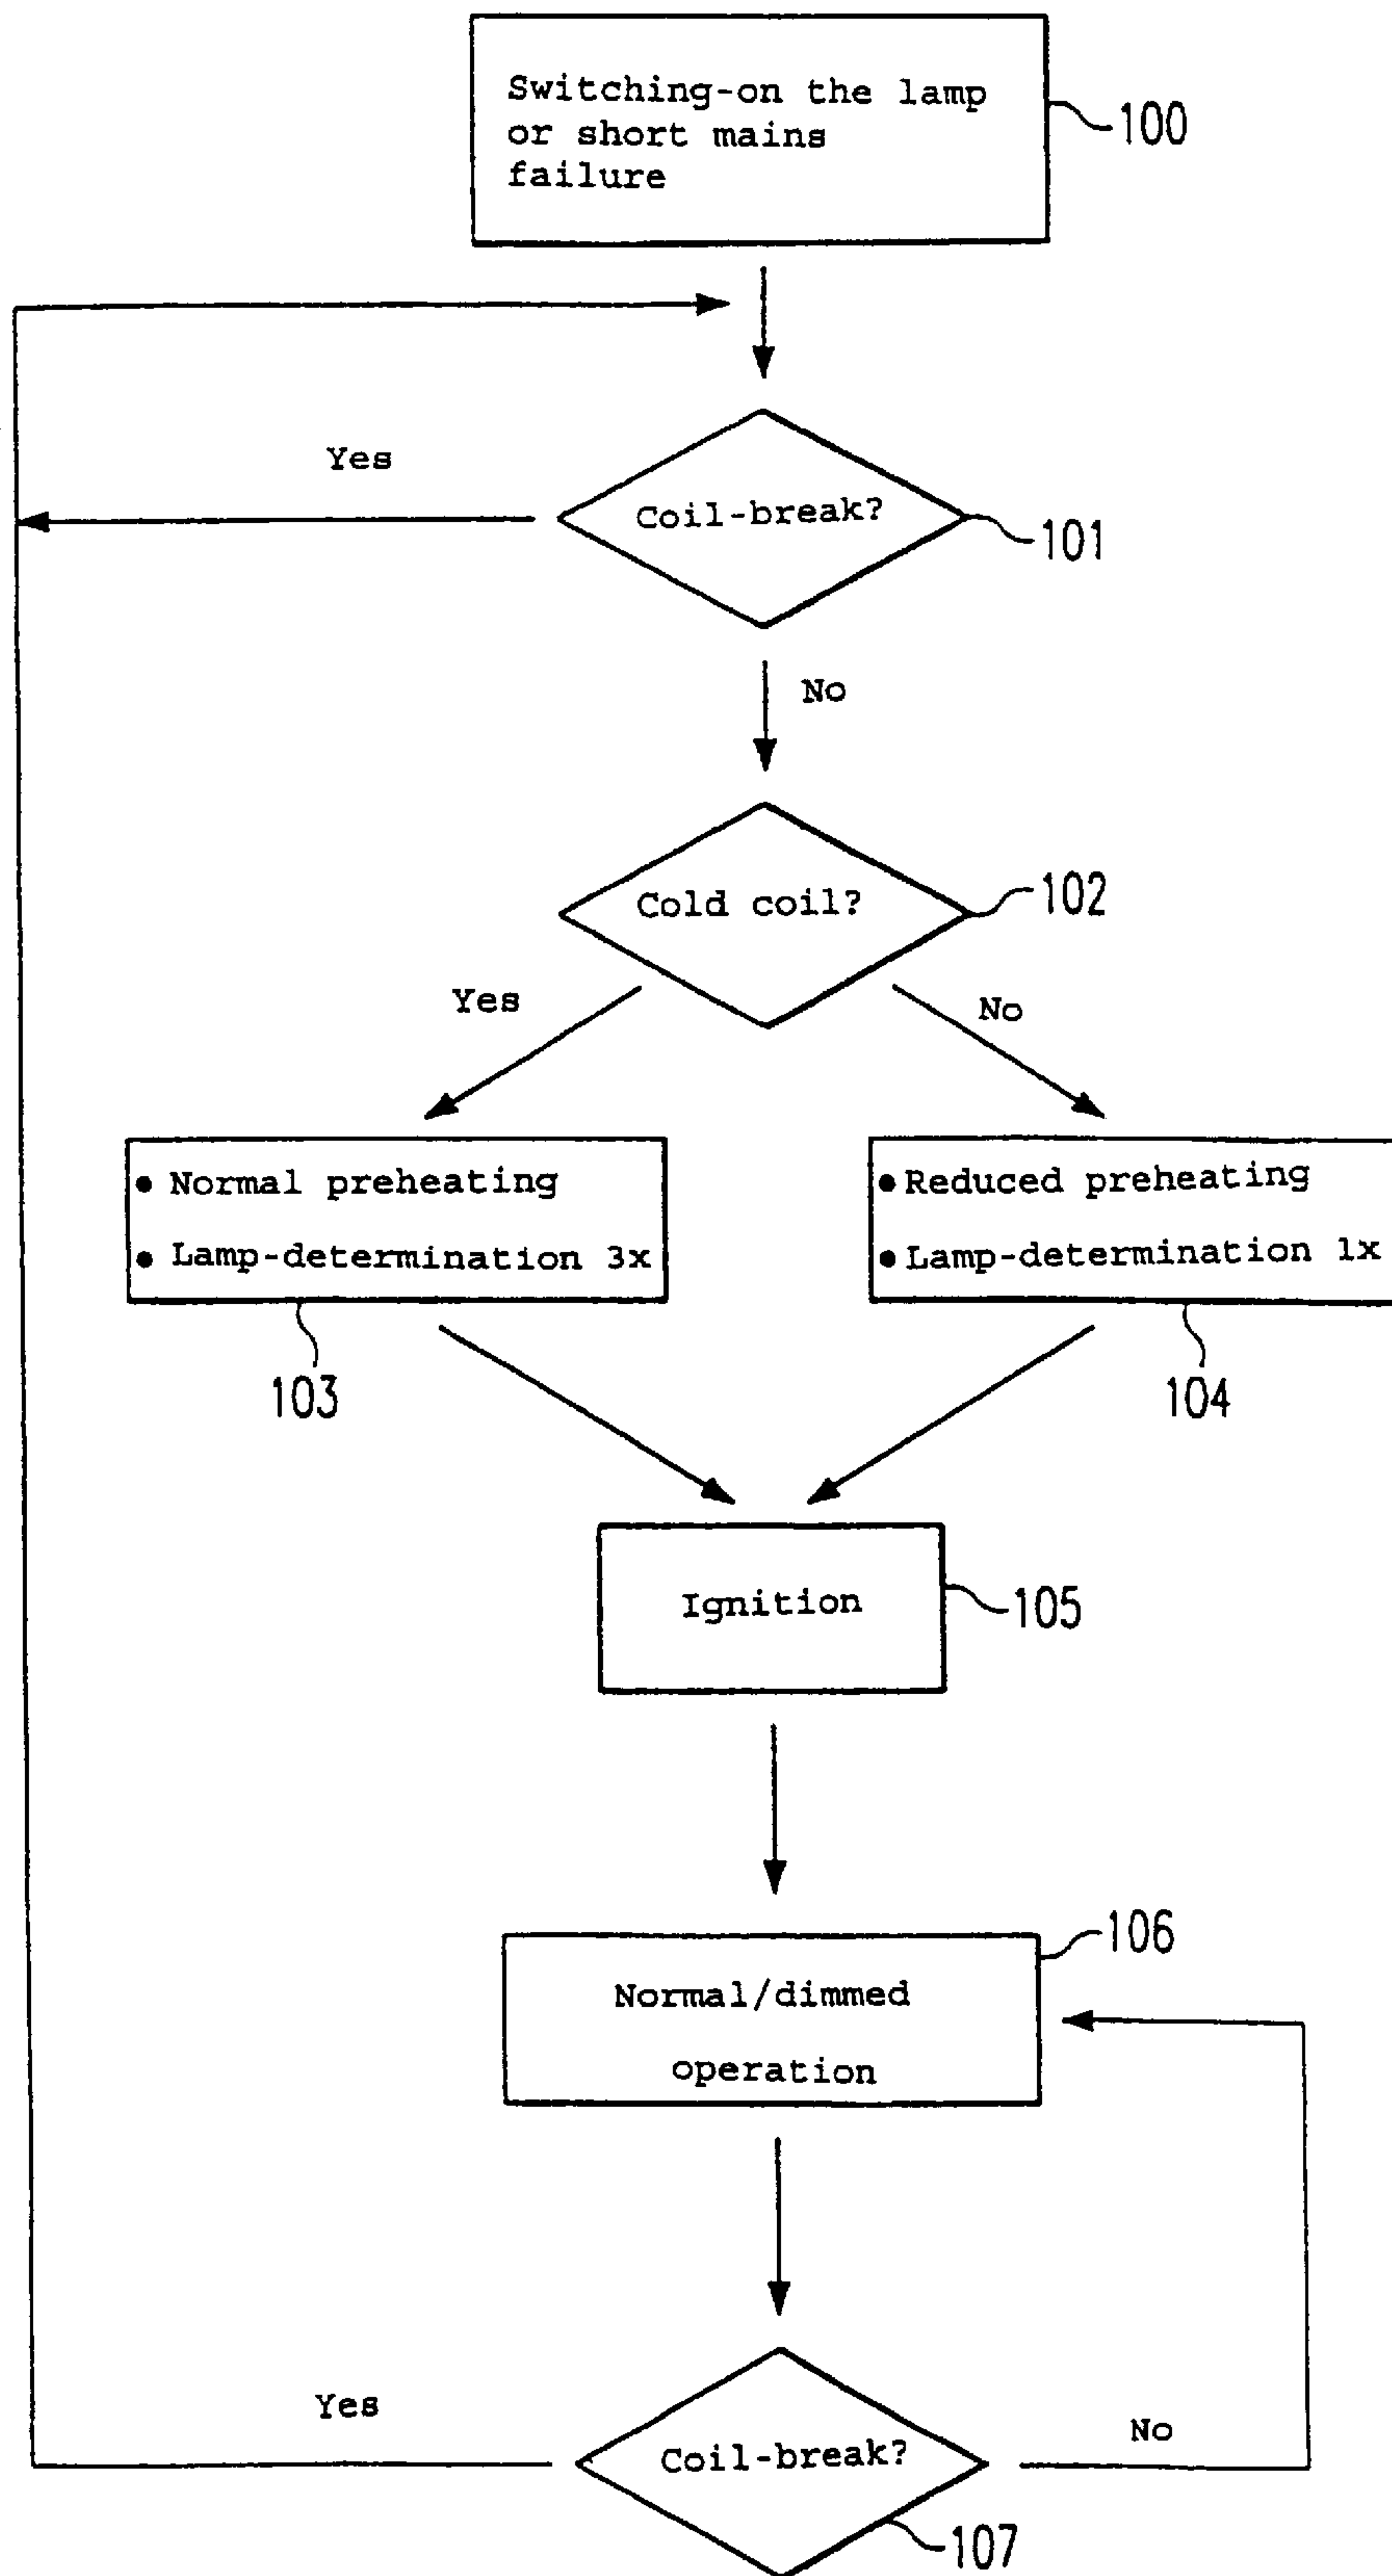 Switching-on the lamp
or short mains
failure
100
Yes
Coil-break?
101
No
Cold coil?
102
Yes
No
• Normal preheating
• Lamp-determination 3x
• Reduced preheating
• Lamp-determination 1x
103
104
Ignition
105
106
Normal/dimmed
operation
Yes
Coil-break?
No
107